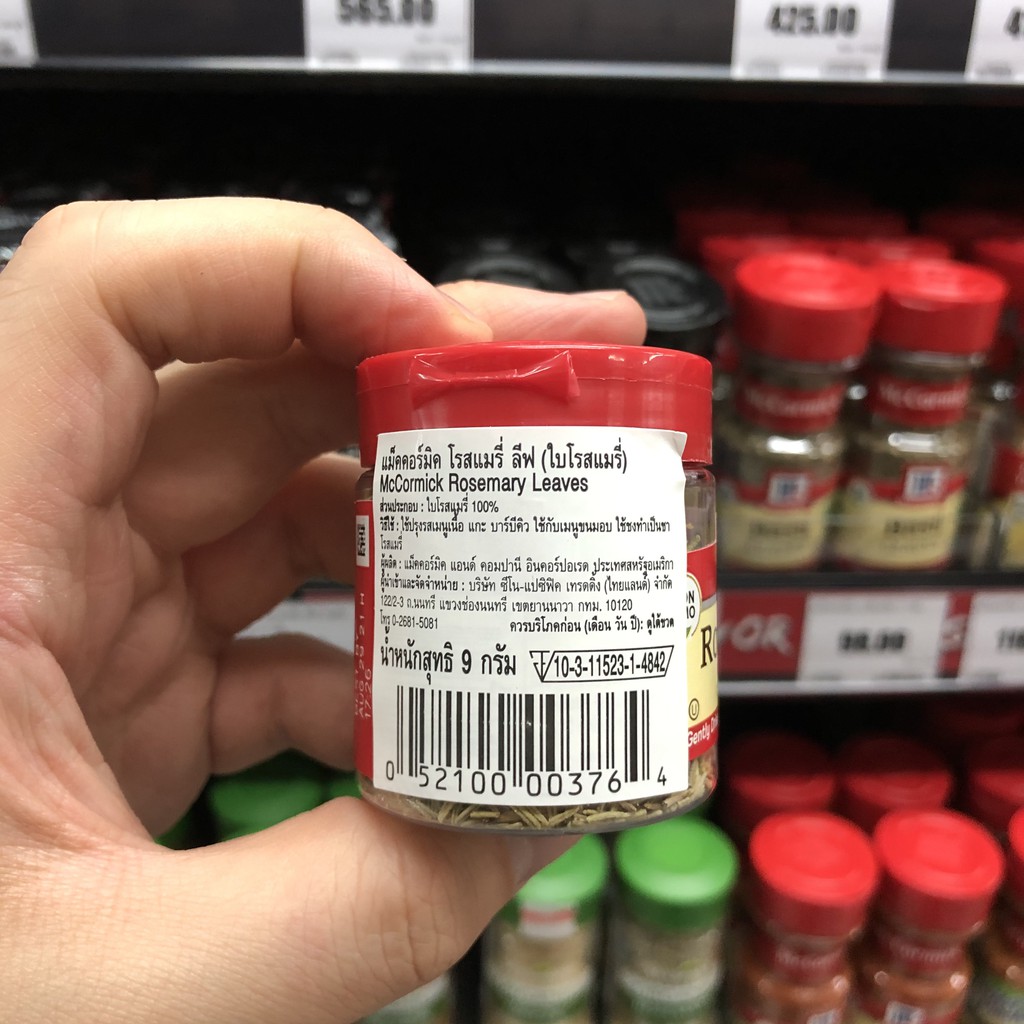 565.00
425.00
McCormick
McCormick
แม็คคอร์มิค โรสแมรี่ ลีฟ (ใบโรสแมรี่)
McCormick Rosemary Leaves
ส่วนประกอบ : ใบโรสแมรี่ 100%
วิธีใช้ : ใช้ปรุงรสเมนูเนื้อ แกะ บาร์บีคิว ใช้กับเมนูขนมอบ ใช้ชงทำเป็นชา
โรสแมรี่
ผู้ผลิต : แม็คคอร์มิค แอนด์ คอมปานี อินคอร์ปอเรด ประเทศสหรัฐอเมริกา
ผู้นำเข้าและจัดจำหน่าย : บริษัท ซีโน-แปซิฟิค เทรดดิ้ง (ไทยแลนด์) จำกัด
122/2-3 ถ.นนทรี แขวงช่องนนทรี เขตยานนาวา กทม. 10120
โทร 0-2681-5081 ควรบริโภคก่อน (เดือน วัน ปี): ดูใต้ขวด
น้ำหนักสุทธิ 9 กรัม 10-3-11523-1-4842
0 52100 00376 4
17:26
U
Gently
98.00